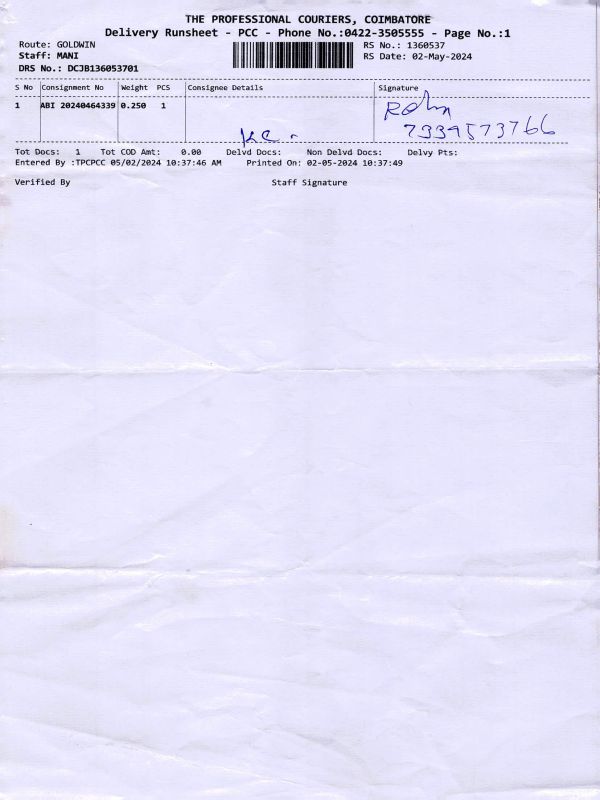 THE PROFESSIONAL COURIERS, COIMBATORE
Delivery Runsheet - PCC - Phone No.:0422-3505555 - Page No.:1
Route: GOLDWIN RS No.: 1360537
Staff: MANI RS Date: 02-May-2024
DRS No.: DCJB136053701
S No Consignment No Weight PCS Consignee Details Signature
1 ABI 20240464339 0.250 1
7339573766
Tot Docs: 1 Tot COD Amt: 0.00 Delvd Docs: Non Delvd Docs: Delvy Pts:
Entered By :TPCPCC 05/02/2024 10:37:46 AM Printed On: 02-05-2024 10:37:49
Verified By Staff Signature